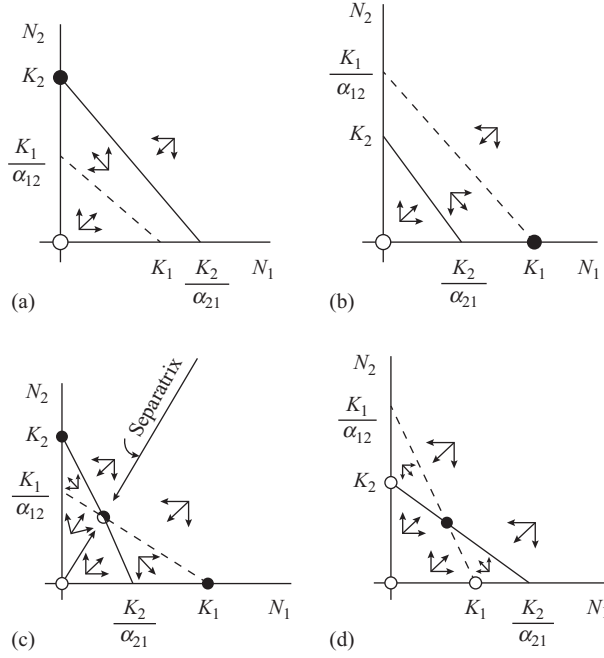 N₂
K₂
K₁
α₁₂
K₁
K₂
α₂₁
N₁
(a)
N₂
K₁
α₁₂
K₂
K₂
α₂₁
K₁
N₁
(b)
N₂
K₂
K₁
α₁₂
Separatrix
K₂
α₂₁
K₁
N₁
(c)
N₂
K₁
α₁₂
K₂
K₁
K₂
α₂₁
N₁
(d)